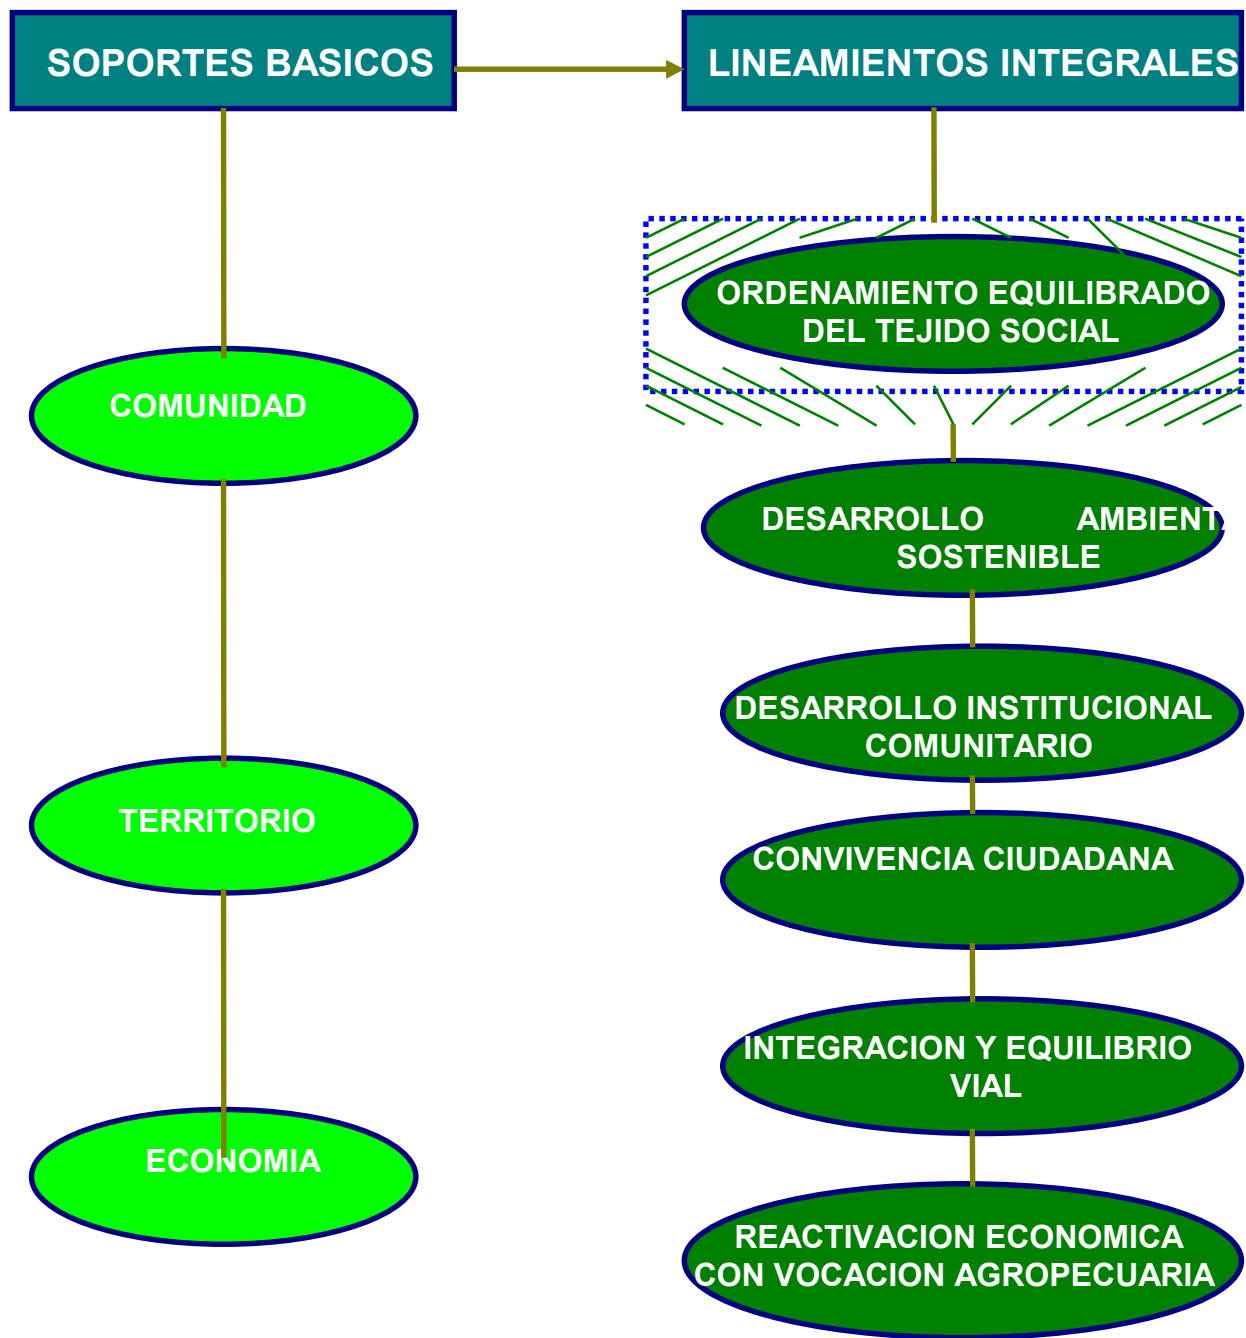 SOPORTES BASICOS
LINEAMIENTOS INTEGRALES
COMUNIDAD
TERRITORIO
ECONOMIA
ORDENAMIENTO EQUILIBRADO
DEL TEJIDO SOCIAL
DESARROLLO AMBIENTA
SOSTENIBLE
DESARROLLO INSTITUCIONAL
COMUNITARIO
CONVIVENCIA CIUDADANA
INTEGRACION Y EQUILIBRIO
VIAL
REACTIVACION ECONOMICA
CON VOCACION AGROPECUARIA